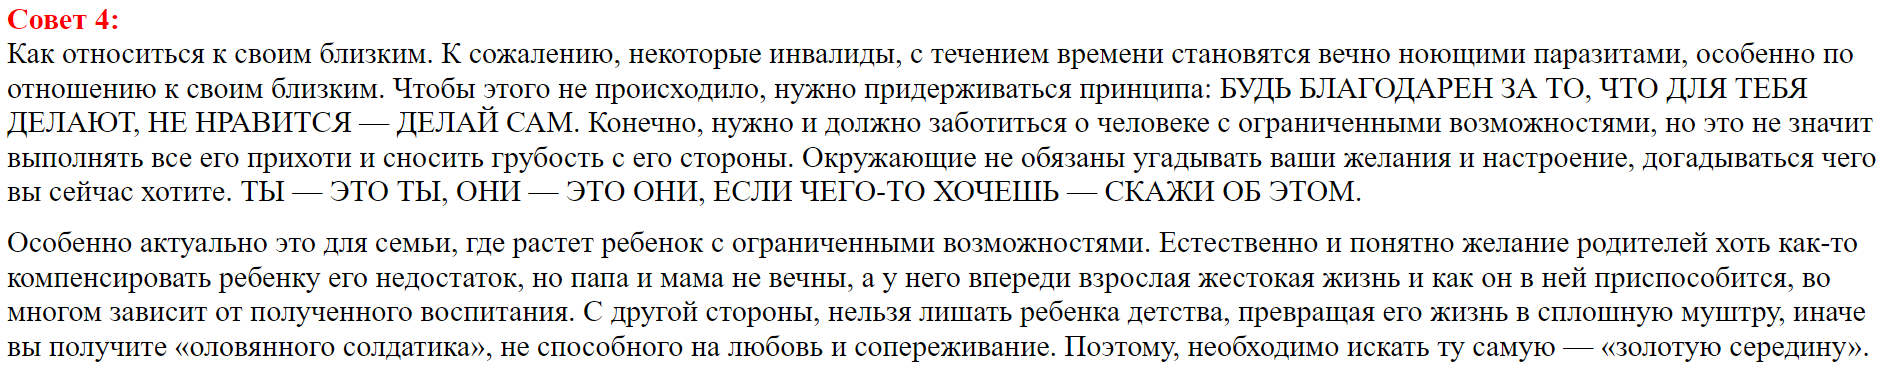 Совет 4:
Как относиться к своим близким. К сожалению, некоторые инвалиды, с течением времени становятся вечно ноющими паразитами, особенно по
отношению к своим близким. Чтобы этого не происходило, нужно придерживаться принципа: БУДЬ БЛАГОДАРЕН ЗА ТО, ЧТО ДЛЯ ТЕБЯ
ДЕЛАЮТ, НЕ НРАВИТСЯ — ДЕЛАЙ САМ. Конечно, нужно и должно заботиться о человеке с ограниченными возможностями, но это не значит
выполнять все его прихоти и сносить грубость с его стороны. Окружающие не обязаны угадывать ваши желания и настроение, догадываться чего
вы сейчас хотите. ТЫ — ЭТО ТЫ, ОНИ — ЭТО ОНИ, ЕСЛИ ЧЕГО-ТО ХОЧЕШЬ — СКАЖИ ОБ ЭТОМ.
Особенно актуально это для семьи, где растет ребенок с ограниченными возможностями. Естественно и понятно желание родителей хоть как-то
компенсировать ребенку его недостаток, но папа и мама не вечны, а у него впереди взрослая жестокая жизнь и как он в ней приспособится, во
многом зависит от полученного воспитания. С другой стороны, нельзя лишать ребенка детства, превращая его жизнь в сплошную муштру, иначе
вы получите «оловянного солдатика», не способного на любовь и сопереживание. Поэтому, необходимо искать ту самую — «золотую середину».